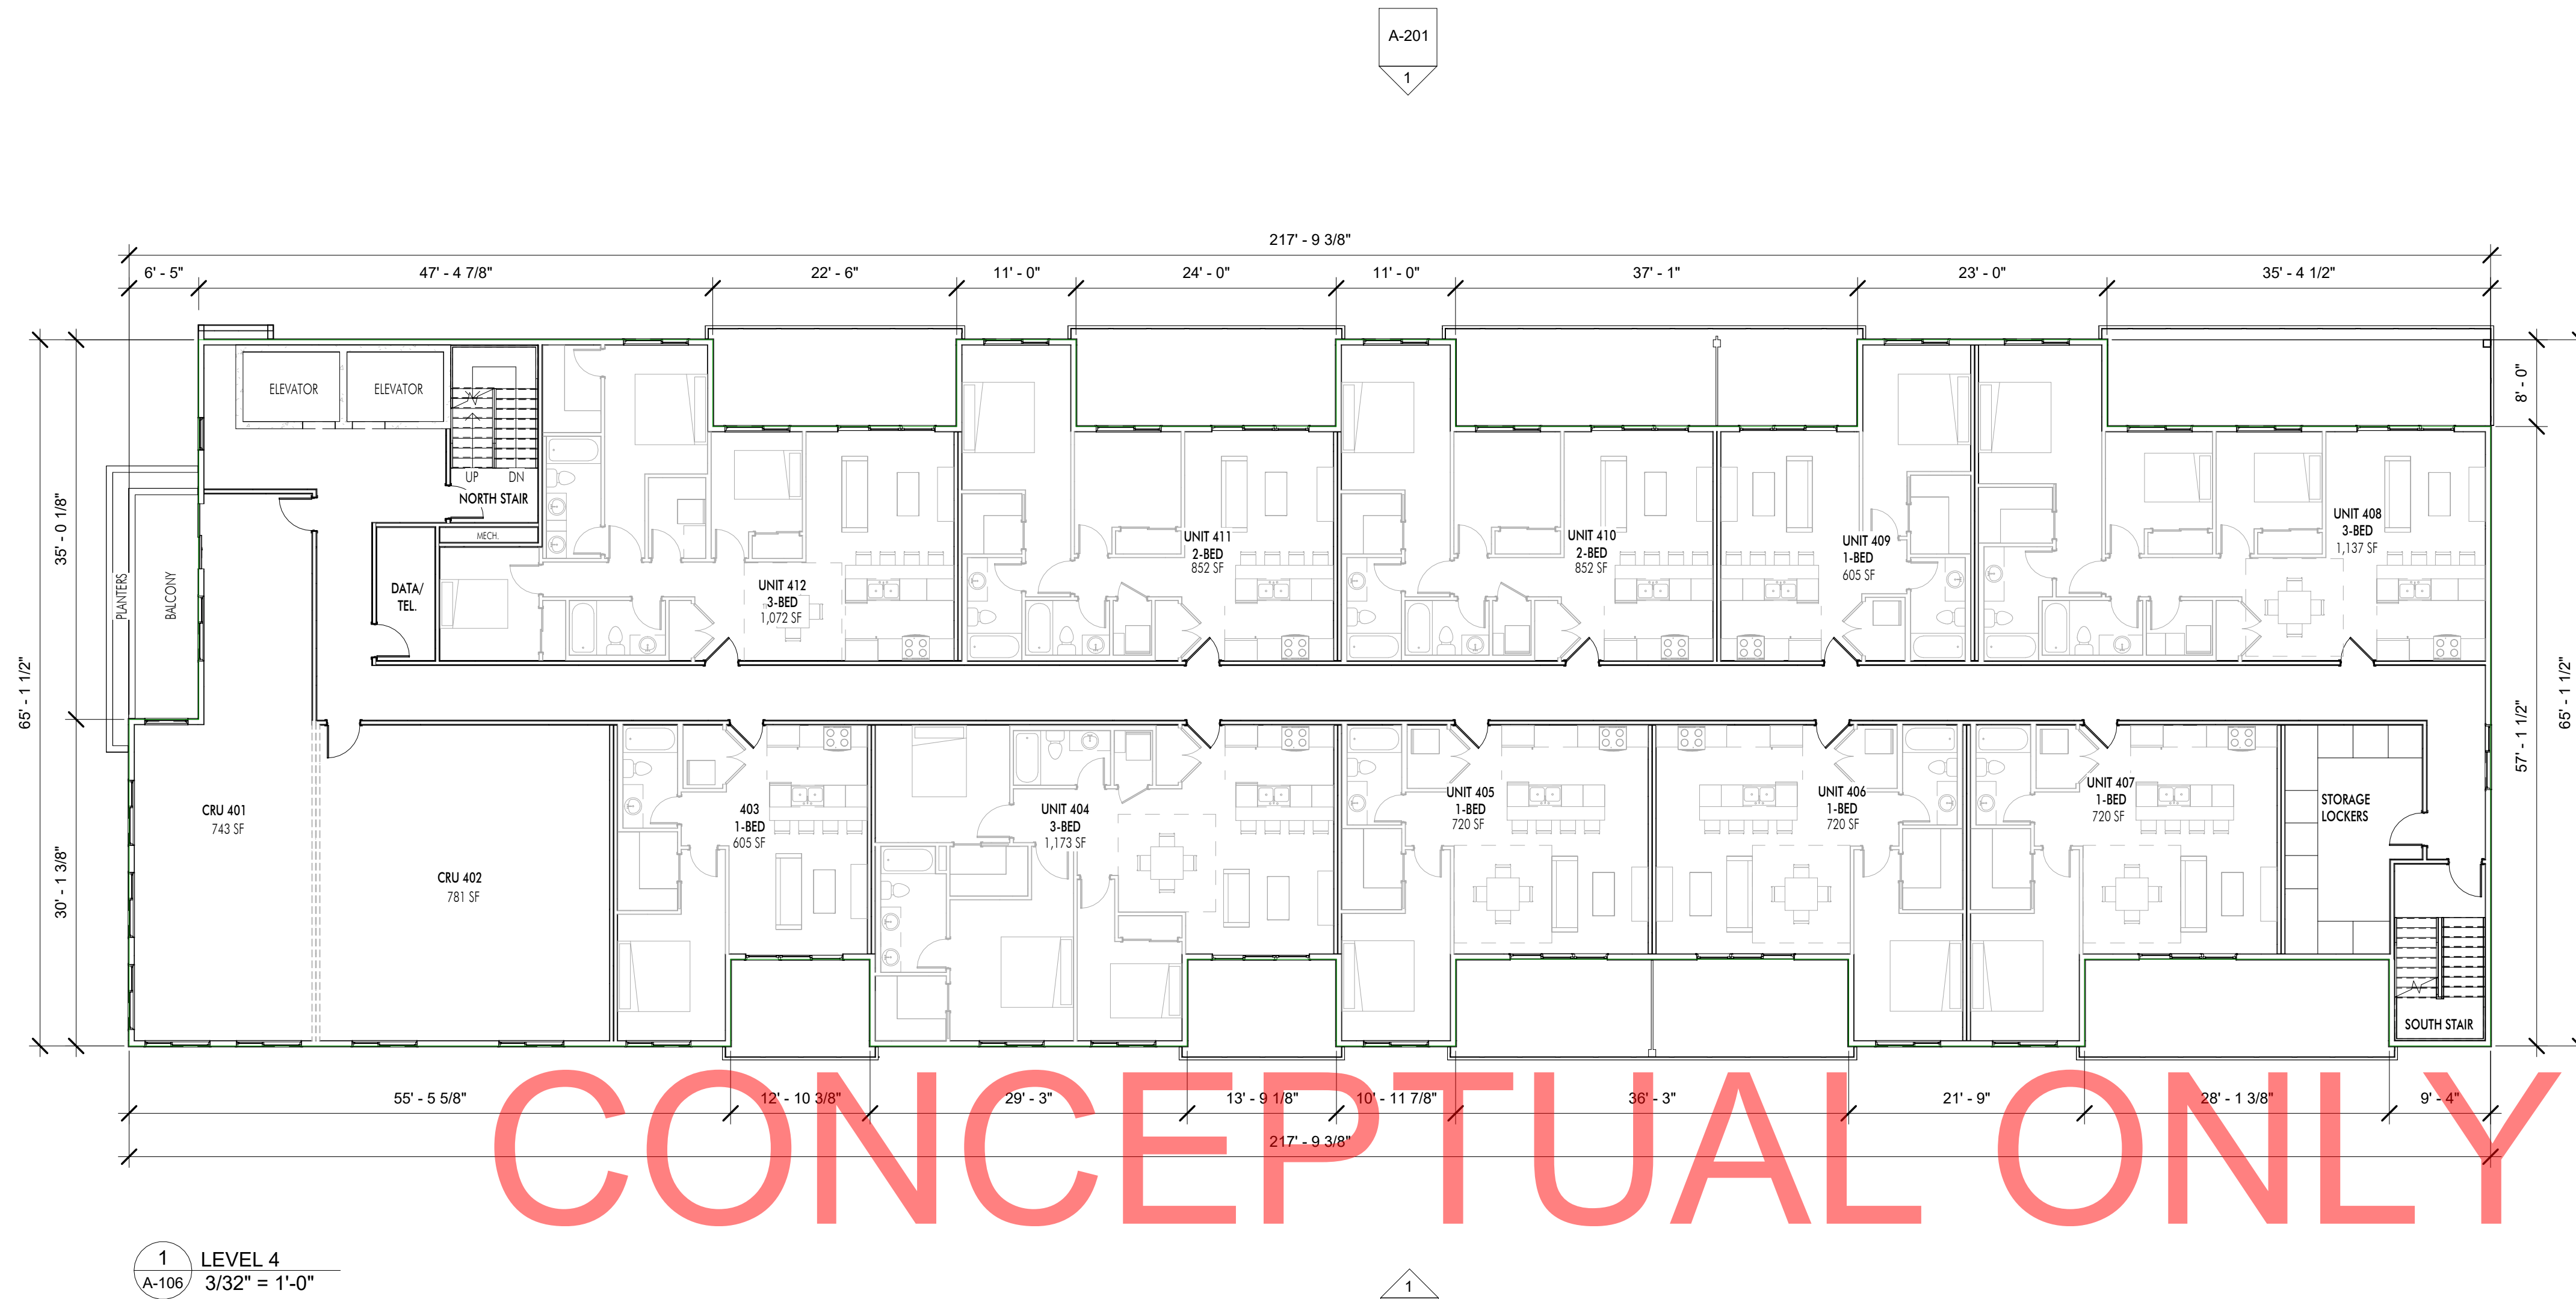 A-201
1
217' - 9 3/8"
6' - 5"
47' - 4 7/8"
22' - 6"
11' - 0"
24' - 0"
11' - 0"
37' - 1"
23' - 0"
35' - 4 1/2"
ELEVATOR
ELEVATOR
8' - 0"
UP
DN
NORTH STAIR
35' - 0 1/8"
MECH.
UNIT 408
3-BED
1,137 SF
UNIT 411
2-BED
852 SF
UNIT 410
2-BED
852 SF
UNIT 409
1-BED
605 SF
PLANTERS
BALCONY
DATA/
TEL.
UNIT 412
3-BED
1,072 SF
65' - 1 1/2"
57' - 1 1/2"
65' - 1 1/2"
30' - 1 3/8"
CRU 401
743 SF
403
1-BED
605 SF
UNIT 404
3-BED
1,173 SF
UNIT 405
1-BED
720 SF
UNIT 406
1-BED
720 SF
UNIT 407
1-BED
720 SF
STORAGE
LOCKERS
CRU 402
781 SF
SOUTH STAIR
55' - 5 5/8"
12' - 10 3/8"
29' - 3"
13' - 9 1/8"
10' - 11 7/8"
36' - 3"
21' - 9"
28' - 1 3/8"
9' - 4"
217' - 9 3/8"
CONCEPTUAL ONLY
1
A-106
LEVEL 4
3/32" = 1'-0"
1